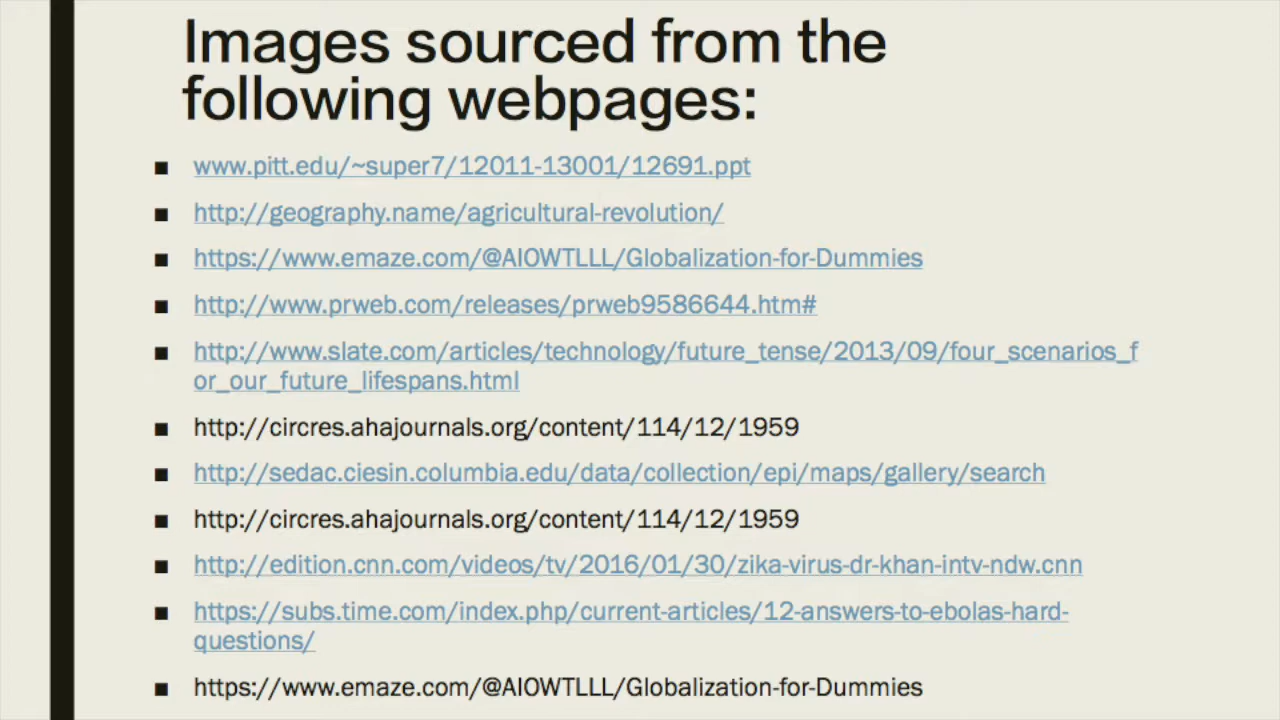 Images sourced from the
following webpages:
www.pitt.edu/~super7/12011-13001/12691.ppt
http://geography.name/agricultural-revolution/
https://www.emaze.com/@AIOWTLLL/Globalization-for-Dummies
http://www.prweb.com/releases/prweb9586644.htm#
http://www.slate.com/articles/technology/future_tense/2013/09/four_scenarios_f
or_our_future_lifespans.html
http://circres.ahajournals.org/content/114/12/1959
http://sedac.ciesin.columbia.edu/data/collection/epi/maps/gallery/search
http://circres.ahajournals.org/content/114/12/1959
http://edition.cnn.com/videos/tv/2016/01/30/zika-virus-dr-khan-intv-ndw.cnn
https://subs.time.com/index.php/current-articles/12-answers-to-ebolas-hard-
questions/
https://www.emaze.com/@AIOWTLLL/Globalization-for-Dummies